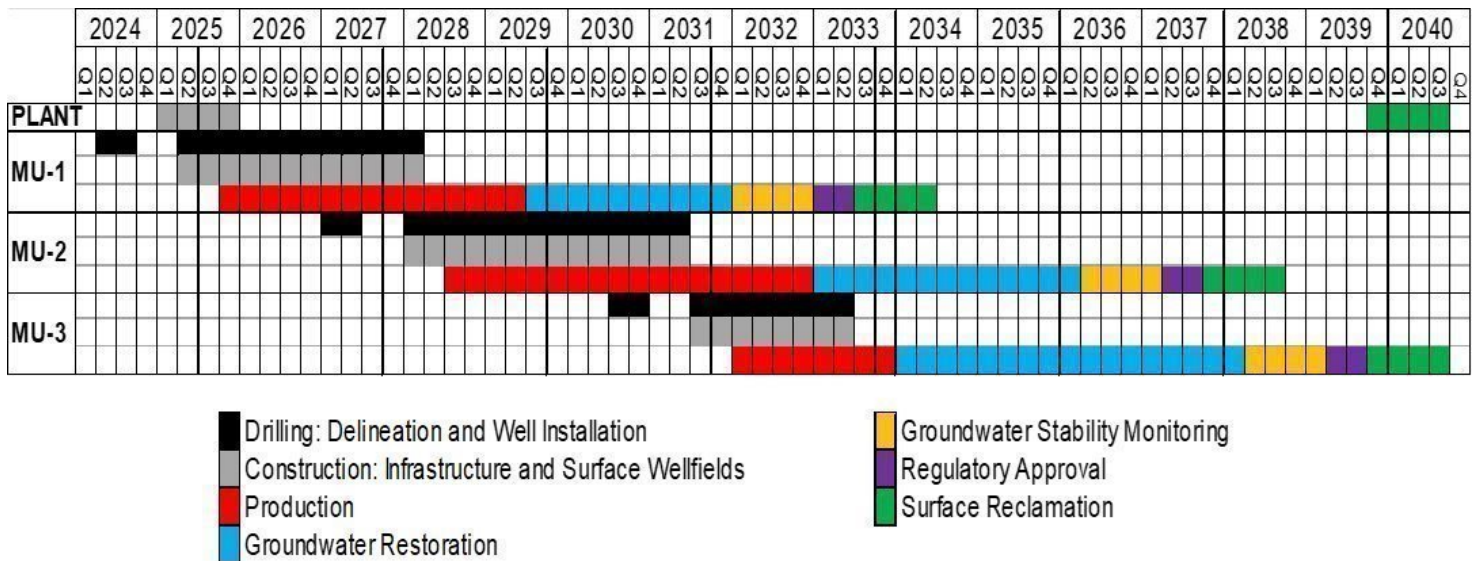 2024 2025 2026 2027 2028 2029 2030 2031 2032 2033 2034 2035 2036 2037 2038 2039 2040
Q1 Q2 Q3 Q4 Q1 Q2 Q3 Q4 Q1 Q2 Q3 Q4 Q1 Q2 Q3 Q4 Q1 Q2 Q3 Q4 Q1 Q2 Q3 Q4 Q1 Q2 Q3 Q4 Q1 Q2 Q3 Q4 Q1 Q2 Q3 Q4 Q1 Q2 Q3 Q4 Q1 Q2 Q3 Q4 Q1 Q2 Q3 Q4 Q1 Q2 Q3 Q4 Q1 Q2 Q3 Q4 Q1 Q2 Q3 Q4 Q1 Q2 Q3 Q4 Q1 Q2 Q3 Q4
PLANT
MU-1
MU-2
MU-3
Drilling: Delineation and Well Installation
Construction: Infrastructure and Surface Wellfields
Production
Groundwater Restoration
Groundwater Stability Monitoring
Regulatory Approval
Surface Reclamation